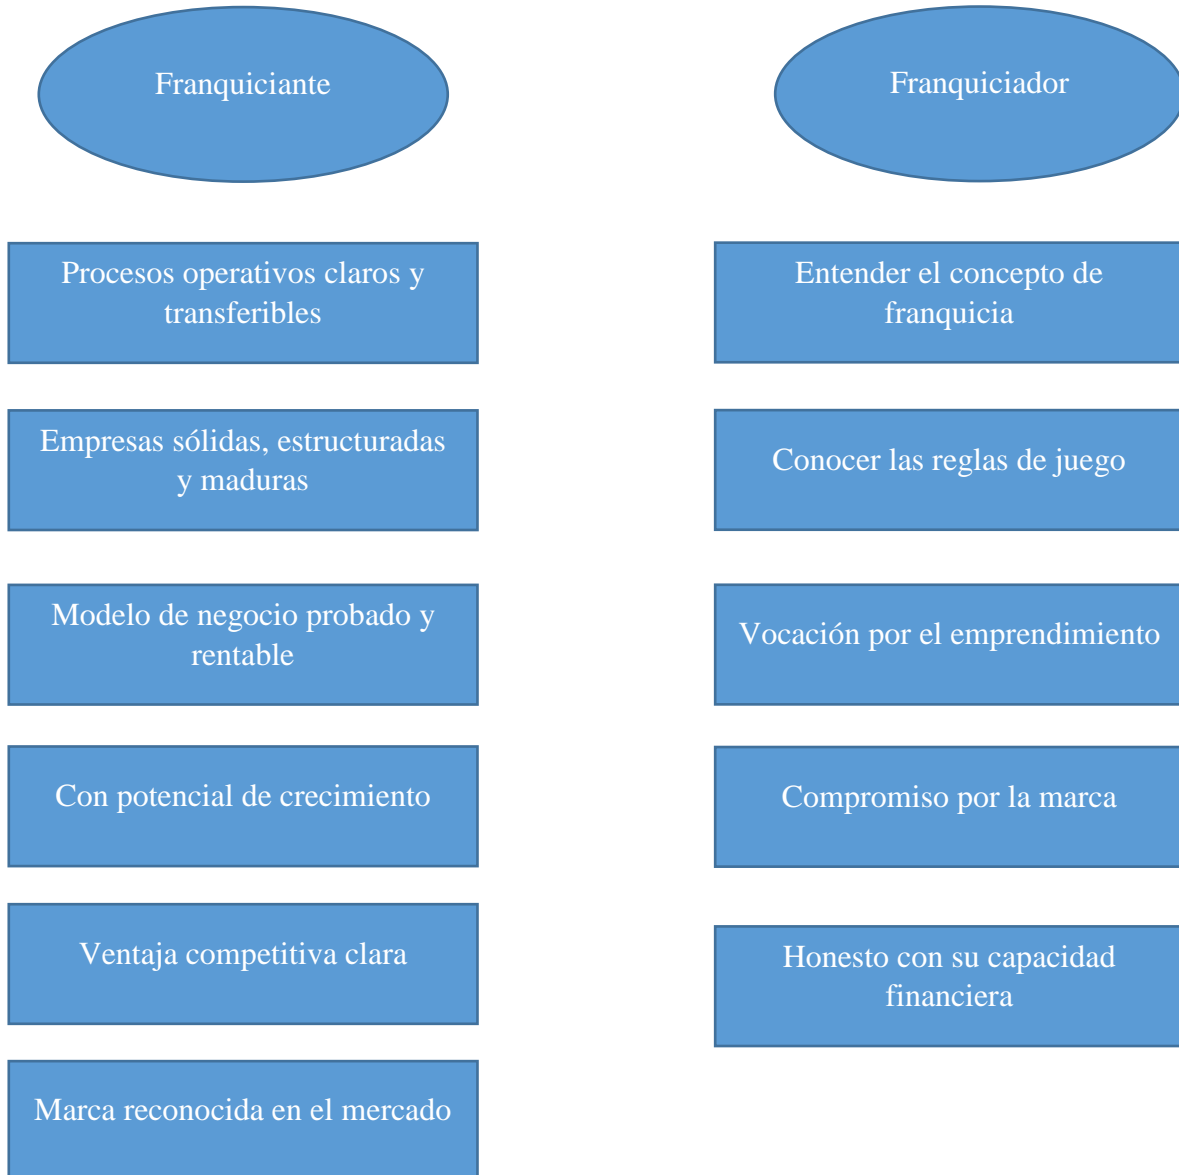 Franquiciante
Procesos operativos claros y
transferibles
Empresas sólidas, estructuradas
y maduras
Modelo de negocio probado y
rentable
Con potencial de crecimiento
Ventaja competitiva clara
Marca reconocida en el mercado
Franquiciador
Entender el concepto de
franquicia
Conocer las reglas de juego
Vocación por el emprendimiento
Compromiso por la marca
Honesto con su capacidad
financiera